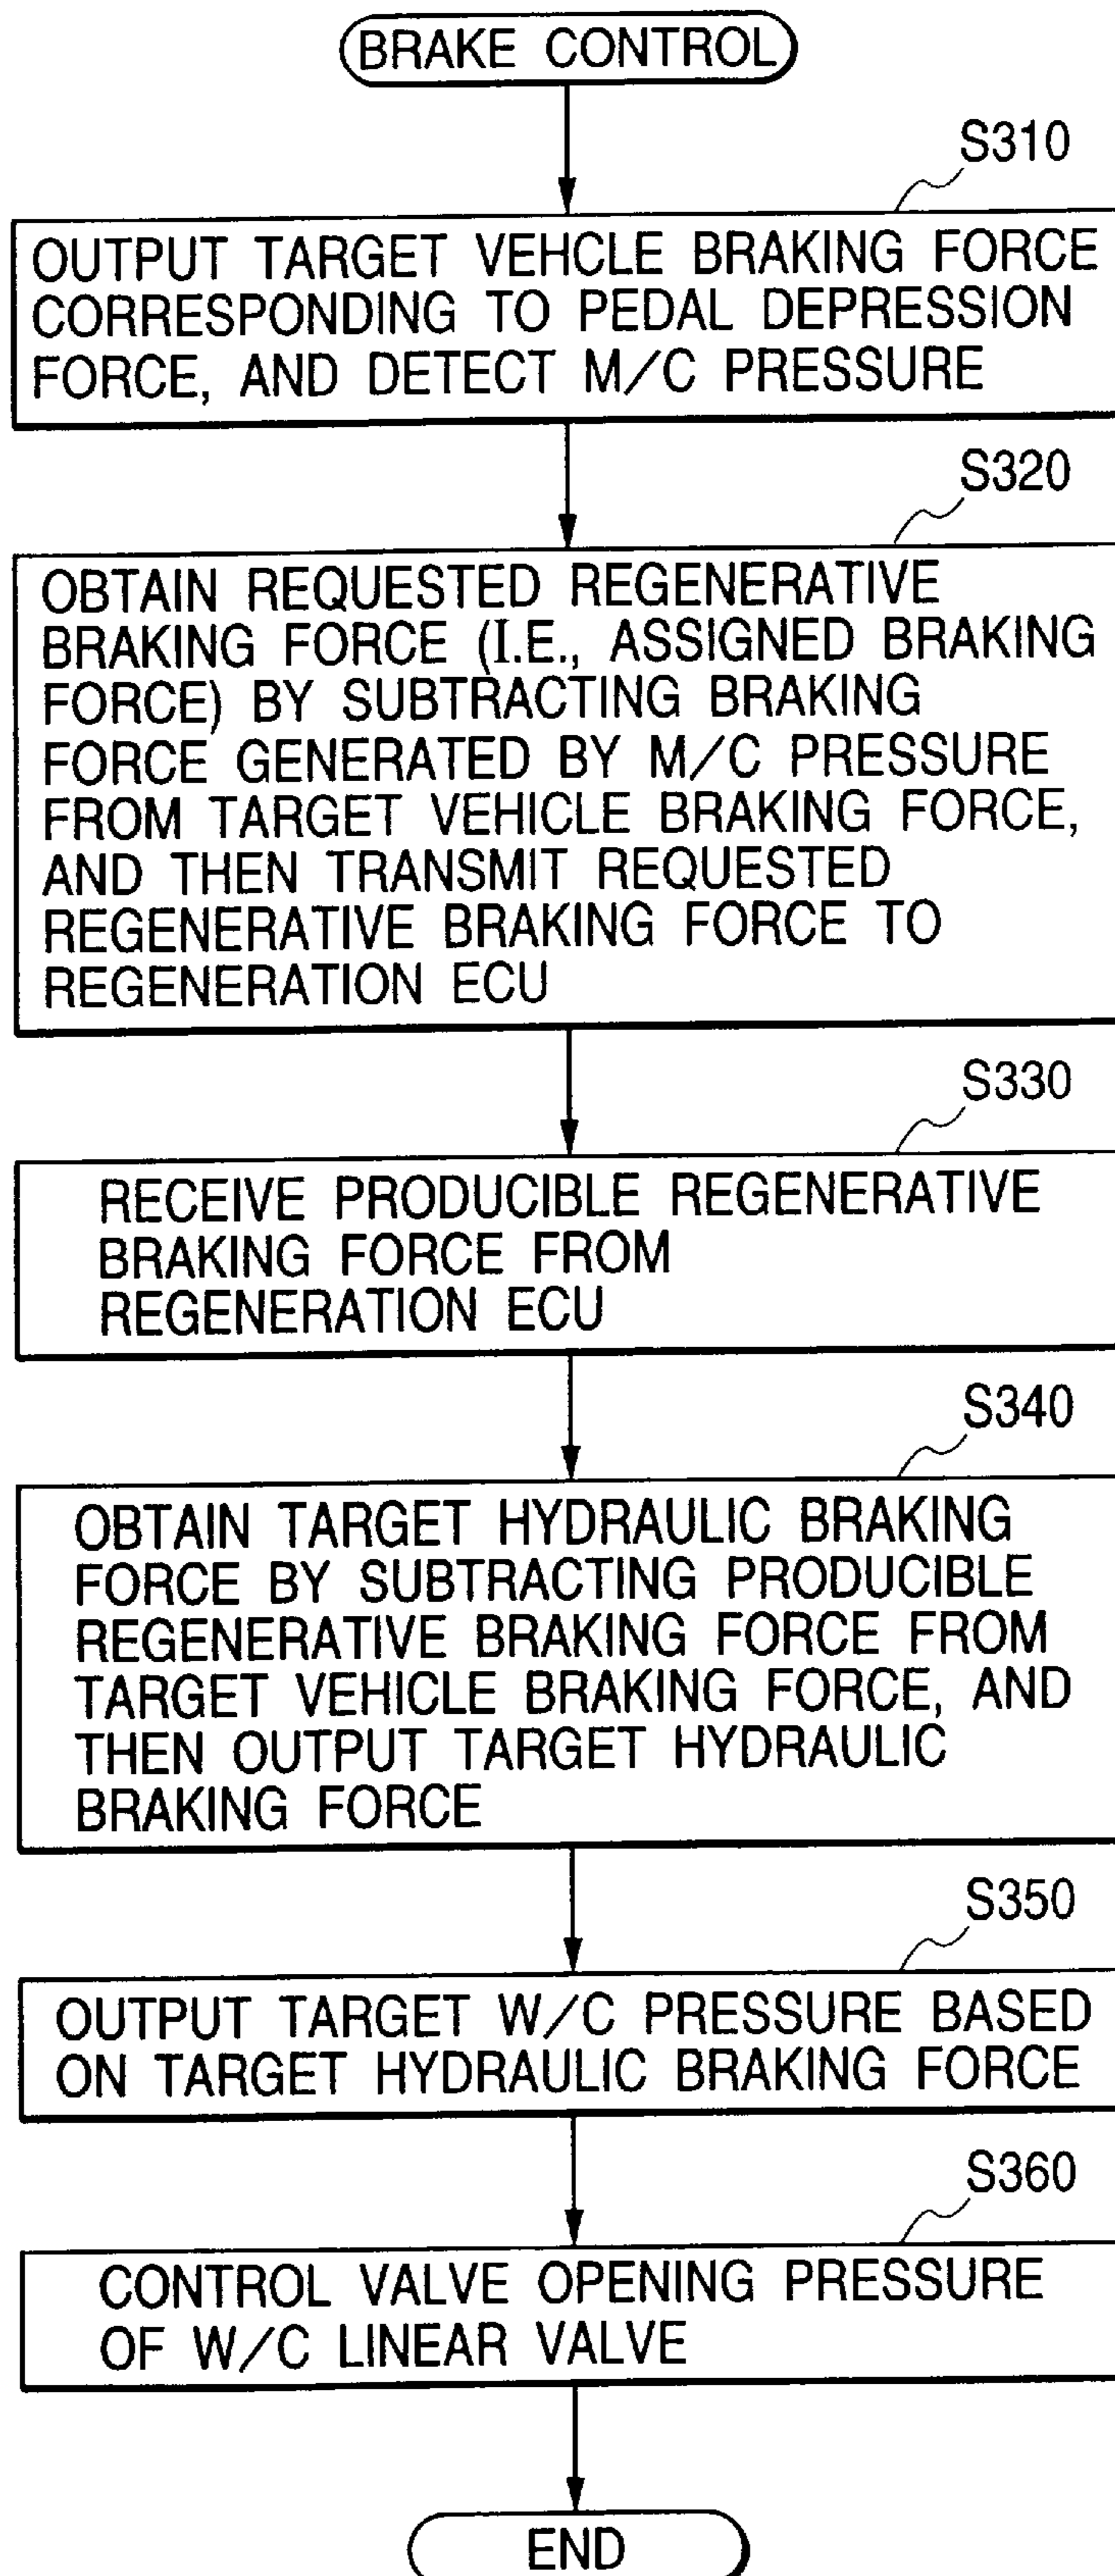 BRAKE CONTROL
S310
OUTPUT TARGET VEHCLE BRAKING FORCE
CORRESPONDING TO PEDAL DEPRESSION
FORCE, AND DETECT M/C PRESSURE
S320
OBTAIN REQUESTED REGENERATIVE
BRAKING FORCE (I.E., ASSIGNED BRAKING
FORCE) BY SUBTRACTING BRAKING
FORCE GENERATED BY M/C PRESSURE
FROM TARGET VEHICLE BRAKING FORCE,
AND THEN TRANSMIT REQUESTED
REGENERATIVE BRAKING FORCE TO
REGENERATION ECU
S330
RECEIVE PRODUCIBLE REGENERATIVE
BRAKING FORCE FROM
REGENERATION ECU
S340
OBTAIN TARGET HYDRAULIC BRAKING
FORCE BY SUBTRACTING PRODUCIBLE
REGENERATIVE BRAKING FORCE FROM
TARGET VEHICLE BRAKING FORCE, AND
THEN OUTPUT TARGET HYDRAULIC
BRAKING FORCE
S350
OUTPUT TARGET W/C PRESSURE BASED
ON TARGET HYDRAULIC BRAKING FORCE
S360
CONTROL VALVE OPENING PRESSURE
OF W/C LINEAR VALVE
END